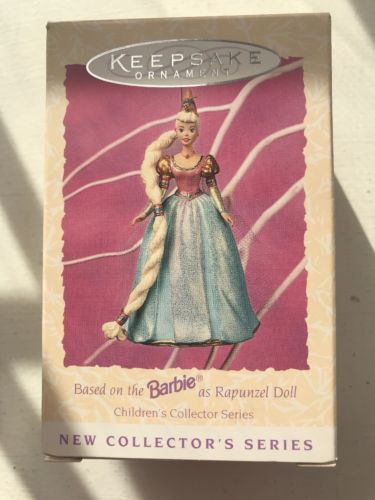 KEEPSAKE
ORNAMENT
Based on the Barbie® as Rapunzel Doll
Children's Collector Series
NEW COLLECTOR'S SERIES